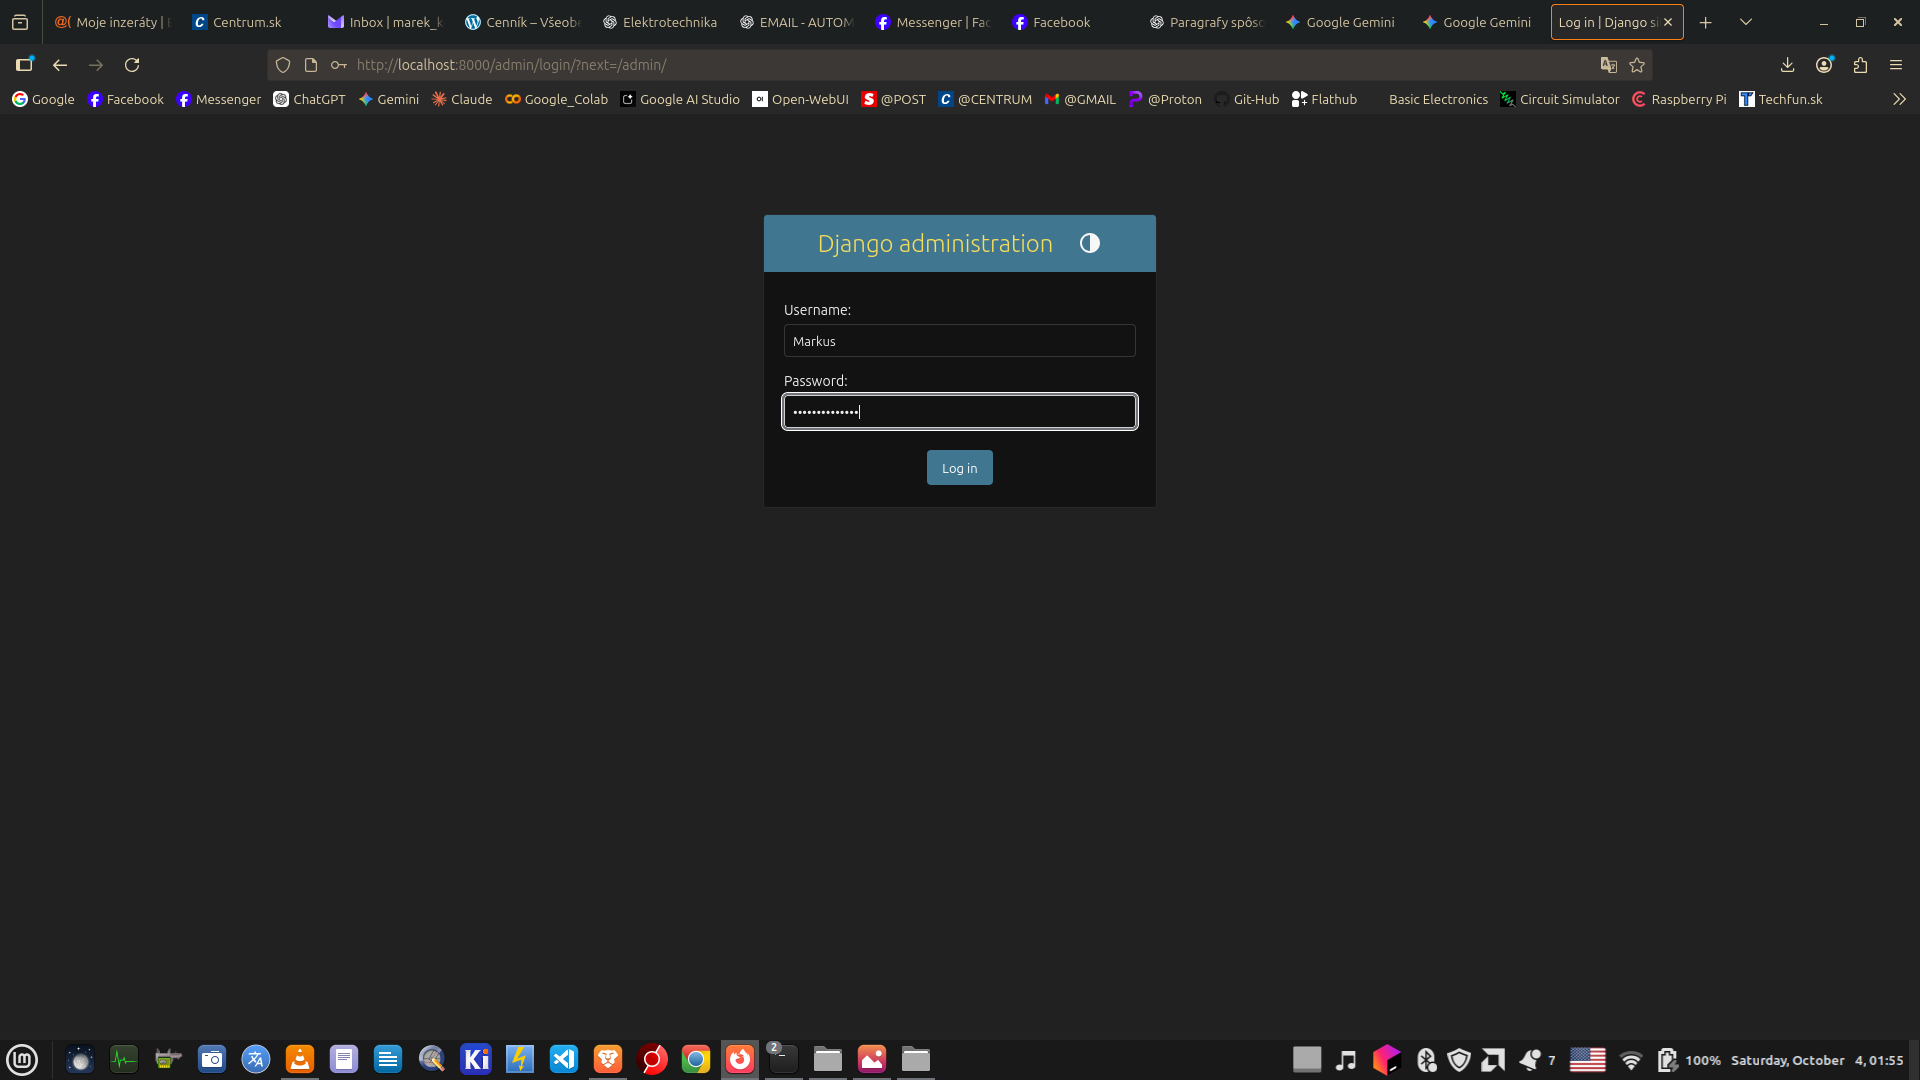 Moje inzeráty |
Centrum.sk
Inbox | marek_k
Cenník – Všeobe
Elektrotechnika
EMAIL - AUTOM
Messenger | Fac
Facebook
Paragrafy spôso
Google Gemini
Google Gemini
Log in | Django si
http://localhost:8000/admin/login/?next=/admin/
Google
Facebook
Messenger
ChatGPT
Gemini
Claude
Google_Colab
Google AI Studio
Open-WebUI
@POST
@CENTRUM
@GMAIL
@Proton
Git-Hub
Flathub
Basic Electronics
Circuit Simulator
Raspberry Pi
Techfun.sk
Django administration
Username:
Markus
Password:
••••••••••••••
Log in
Ki
2
7
100%
Saturday, October 4, 01:55